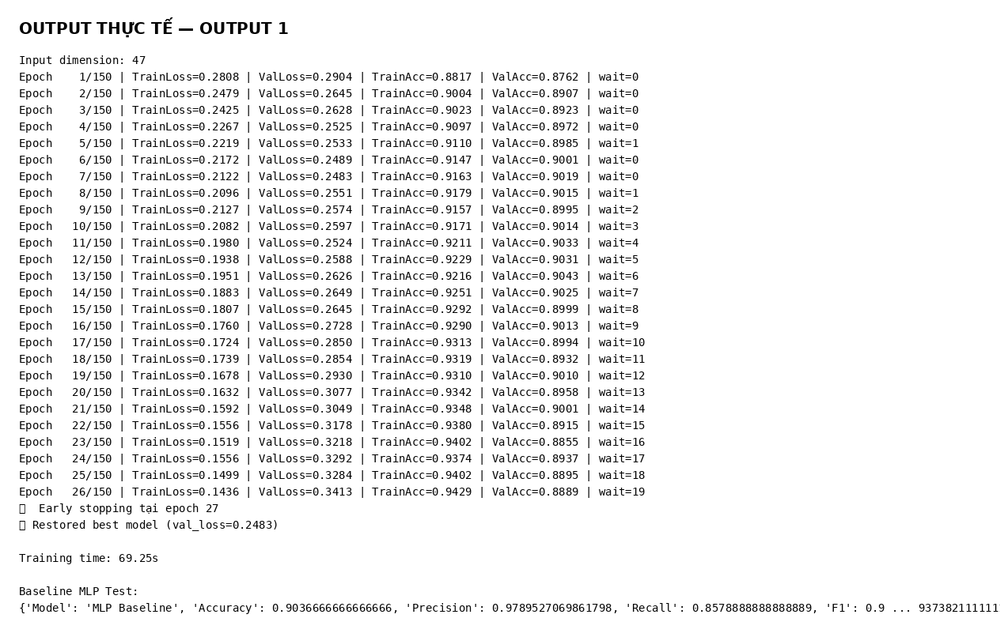 OUTPUT THỰC TẾ — OUTPUT 1
Input dimension: 47
Epoch    1/150 | TrainLoss=0.2808 | ValLoss=0.2904 | TrainAcc=0.8817 | ValAcc=0.8762 | wait=0
Epoch    2/150 | TrainLoss=0.2479 | ValLoss=0.2645 | TrainAcc=0.9004 | ValAcc=0.8907 | wait=0
Epoch    3/150 | TrainLoss=0.2425 | ValLoss=0.2628 | TrainAcc=0.9023 | ValAcc=0.8923 | wait=0
Epoch    4/150 | TrainLoss=0.2267 | ValLoss=0.2525 | TrainAcc=0.9097 | ValAcc=0.8972 | wait=0
Epoch    5/150 | TrainLoss=0.2219 | ValLoss=0.2533 | TrainAcc=0.9110 | ValAcc=0.8985 | wait=1
Epoch    6/150 | TrainLoss=0.2172 | ValLoss=0.2489 | TrainAcc=0.9147 | ValAcc=0.9001 | wait=0
Epoch    7/150 | TrainLoss=0.2122 | ValLoss=0.2483 | TrainAcc=0.9163 | ValAcc=0.9019 | wait=0
Epoch    8/150 | TrainLoss=0.2096 | ValLoss=0.2551 | TrainAcc=0.9179 | ValAcc=0.9015 | wait=1
Epoch    9/150 | TrainLoss=0.2127 | ValLoss=0.2574 | TrainAcc=0.9157 | ValAcc=0.8995 | wait=2
Epoch   10/150 | TrainLoss=0.2082 | ValLoss=0.2597 | TrainAcc=0.9171 | ValAcc=0.9014 | wait=3
Epoch   11/150 | TrainLoss=0.1980 | ValLoss=0.2524 | TrainAcc=0.9211 | ValAcc=0.9033 | wait=4
Epoch   12/150 | TrainLoss=0.1938 | ValLoss=0.2588 | TrainAcc=0.9229 | ValAcc=0.9031 | wait=5
Epoch   13/150 | TrainLoss=0.1951 | ValLoss=0.2626 | TrainAcc=0.9216 | ValAcc=0.9043 | wait=6
Epoch   14/150 | TrainLoss=0.1883 | ValLoss=0.2649 | TrainAcc=0.9251 | ValAcc=0.9025 | wait=7
Epoch   15/150 | TrainLoss=0.1807 | ValLoss=0.2645 | TrainAcc=0.9292 | ValAcc=0.8999 | wait=8
Epoch   16/150 | TrainLoss=0.1760 | ValLoss=0.2728 | TrainAcc=0.9290 | ValAcc=0.9013 | wait=9
Epoch   17/150 | TrainLoss=0.1724 | ValLoss=0.2850 | TrainAcc=0.9313 | ValAcc=0.8994 | wait=10
Epoch   18/150 | TrainLoss=0.1739 | ValLoss=0.2854 | TrainAcc=0.9319 | ValAcc=0.8932 | wait=11
Epoch   19/150 | TrainLoss=0.1678 | ValLoss=0.2930 | TrainAcc=0.9310 | ValAcc=0.9010 | wait=12
Epoch   20/150 | TrainLoss=0.1632 | ValLoss=0.3077 | TrainAcc=0.9342 | ValAcc=0.8958 | wait=13
Epoch   21/150 | TrainLoss=0.1592 | ValLoss=0.3049 | TrainAcc=0.9348 | ValAcc=0.9001 | wait=14
Epoch   22/150 | TrainLoss=0.1556 | ValLoss=0.3178 | TrainAcc=0.9380 | ValAcc=0.8915 | wait=15
Epoch   23/150 | TrainLoss=0.1519 | ValLoss=0.3218 | TrainAcc=0.9402 | ValAcc=0.8855 | wait=16
Epoch   24/150 | TrainLoss=0.1556 | ValLoss=0.3292 | TrainAcc=0.9374 | ValAcc=0.8937 | wait=17
Epoch   25/150 | TrainLoss=0.1499 | ValLoss=0.3284 | TrainAcc=0.9402 | ValAcc=0.8895 | wait=18
Epoch   26/150 | TrainLoss=0.1436 | ValLoss=0.3413 | TrainAcc=0.9429 | ValAcc=0.8889 | wait=19
Early stopping tại epoch 27
Restored best model (val_loss=0.2483)
Training time: 69.25s
Baseline MLP Test:
{'Model': 'MLP Baseline', 'Accuracy': 0.9036666666666666, 'Precision': 0.9789527069861798, 'Recall': 0.8578888888888889, 'F1': 0.9 ... 937382111111